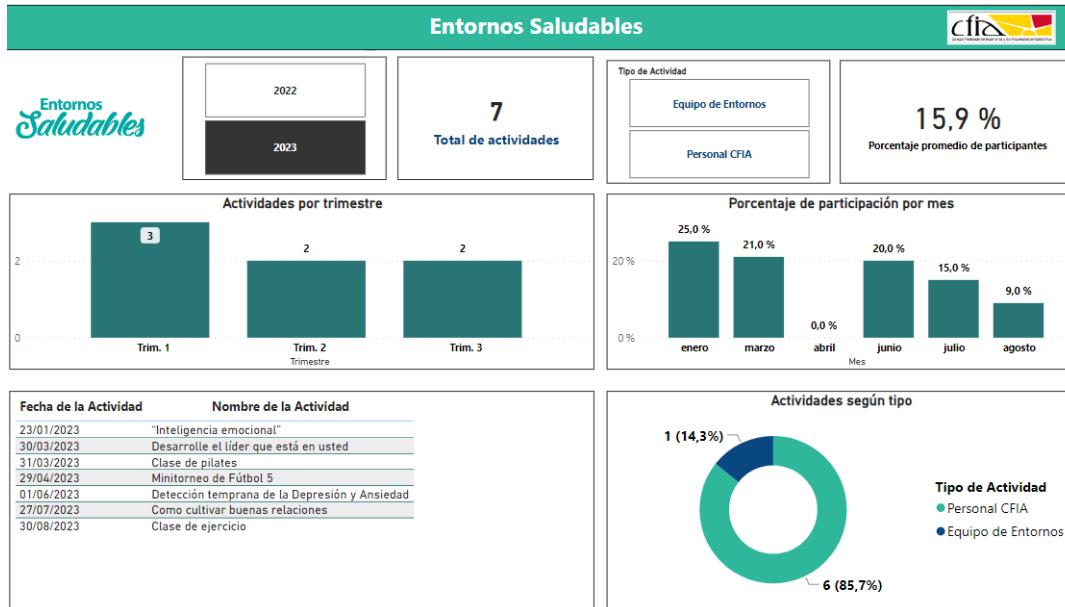 Entornos Saludables
cfia
Entornos
Saludables
2022
2023
7
Total de actividades
Tipo de Actividad
Equipo de Entornos
Personal CFIA
15,9 %
Porcentaje promedio de participantes
Actividades por trimestre
3
2
2
2
0
Trim. 1
Trim. 2
Trim. 3
Trimestre
Porcentaje de participación por mes
25,0 %
21,0 %
0,0 %
20,0 %
15,0 %
9,0 %
20 %
0 %
enero
marzo
abril
junio
julio
agosto
Mes
Fecha de la Actividad Nombre de la Actividad
23/01/2023 "Inteligencia emocional"
30/03/2023 Desarrolle el líder que está en usted
31/03/2023 Clase de pilates
29/04/2023 Minitorneo de Fútbol 5
01/06/2023 Detección temprana de la Depresión y Ansiedad
27/07/2023 Como cultivar buenas relaciones
30/08/2023 Clase de ejercicio
Actividades según tipo
1 (14,3%)
6 (85,7%)
Tipo de Actividad
Personal CFIA
Equipo de Entornos